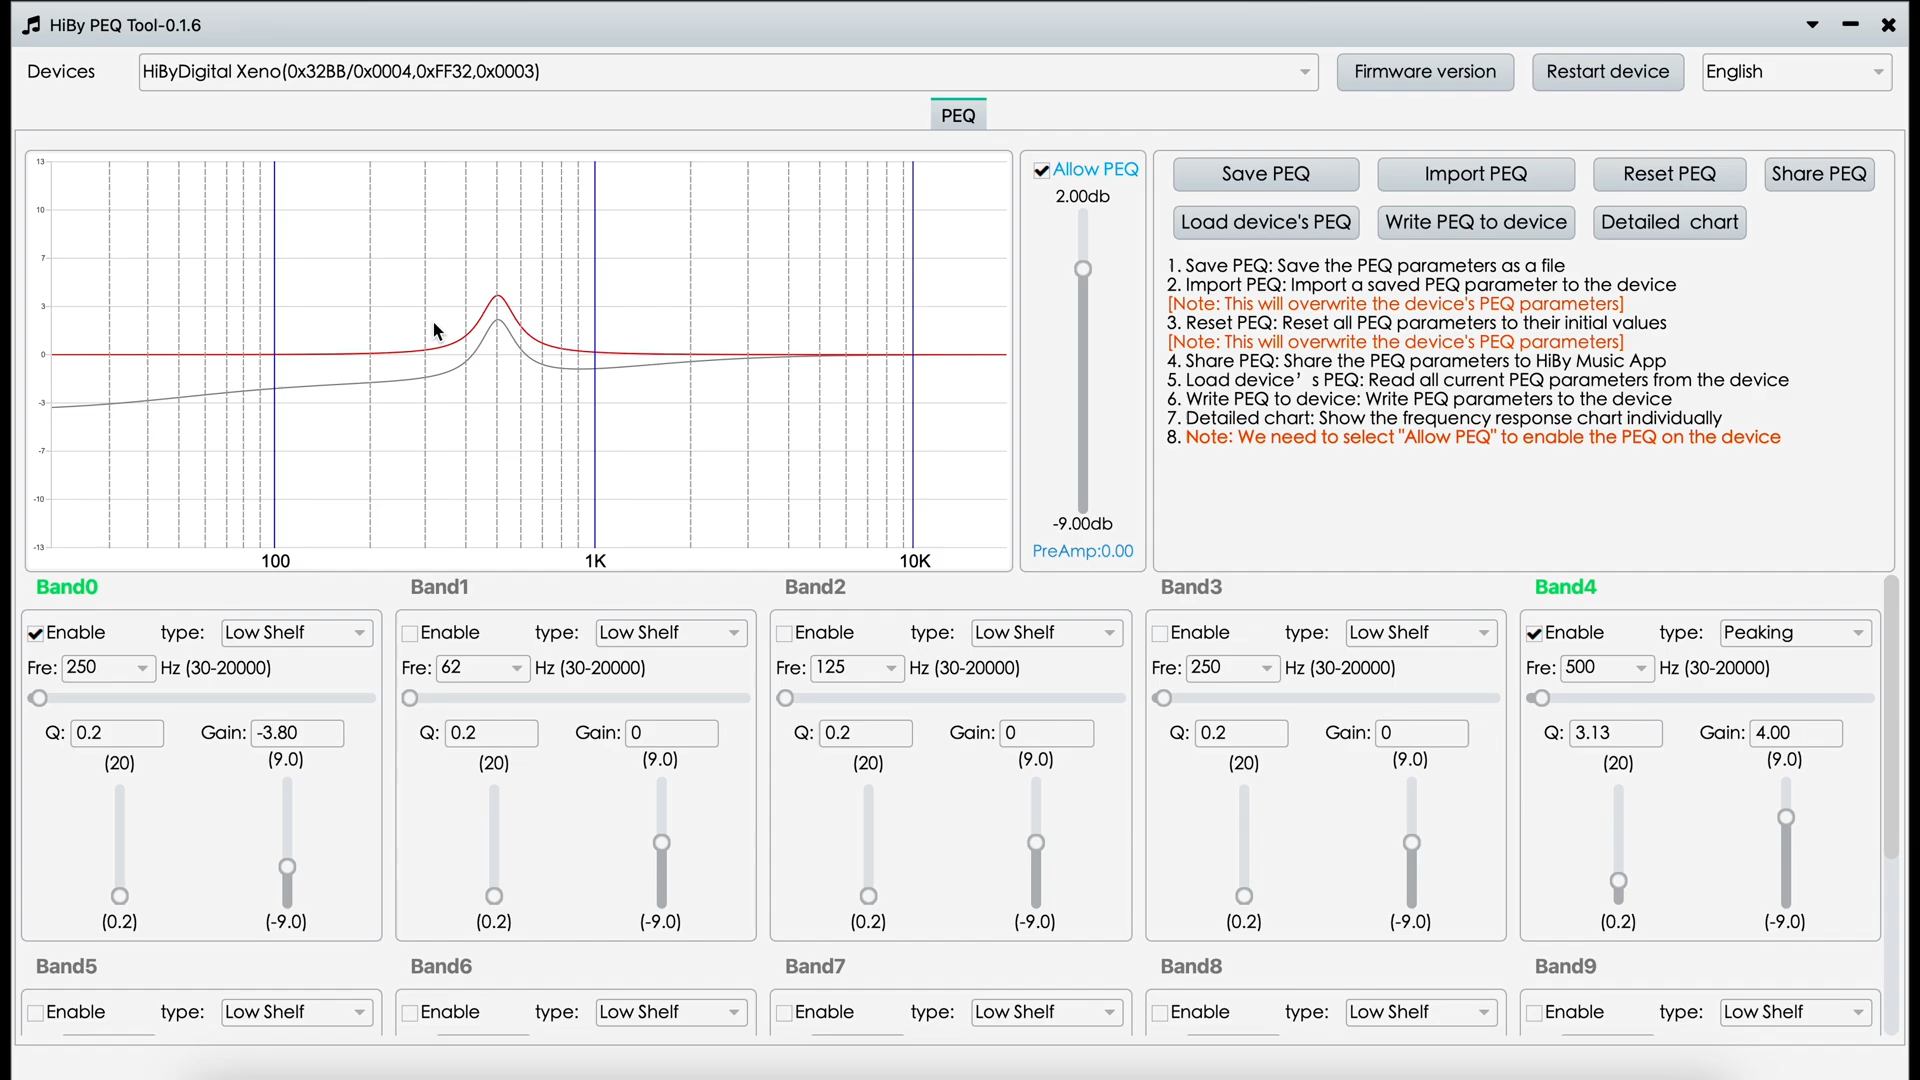 HiBy PEQ Tool-0.1.6
Devices HiByDigital Xeno(0x32BB/0x0004,0xFF32,0x0003) Firmware version Restart device English
PEQ
13
10
7
3
0
-3
-7
-10
-13
100 1K 10K
Allow PEQ
2.00db
-9.00db
PreAmp:0.00
Save PEQ Import PEQ Reset PEQ Share PEQ
Load device's PEQ Write PEQ to device Detailed chart
1. Save PEQ: Save the PEQ parameters as a file
2. Import PEQ: Import a saved PEQ parameter to the device
[Note: This will overwrite the device's PEQ parameters]
3. Reset PEQ: Reset all PEQ parameters to their initial values
[Note: This will overwrite the device's PEQ parameters]
4. Share PEQ: Share the PEQ parameters to HiBy Music App
5. Load device’s PEQ: Read all current PEQ parameters from the device
6. Write PEQ to device: Write PEQ parameters to the device
7. Detailed chart: Show the frequency response chart individually
8. Note: We need to select "Allow PEQ" to enable the PEQ on the device
Band0 Band1 Band2 Band3 Band4
Enable type: Low Shelf Enable type: Low Shelf Enable type: Low Shelf Enable type: Low Shelf Enable type: Peaking
Fre: 250 Hz (30-20000) Fre: 62 Hz (30-20000) Fre: 125 Hz (30-20000) Fre: 250 Hz (30-20000) Fre: 500 Hz (30-20000)
Q: 0.2 Gain: -3.80 Q: 0.2 Gain: 0 Q: 0.2 Gain: 0 Q: 0.2 Gain: 0 Q: 3.13 Gain: 4.00
(20) (9.0) (20) (9.0) (20) (9.0) (20) (9.0) (20) (9.0)
(0.2) (-9.0) (0.2) (-9.0) (0.2) (-9.0) (0.2) (-9.0) (0.2) (-9.0)
Band5 Band6 Band7 Band8 Band9
Enable type: Low Shelf Enable type: Low Shelf Enable type: Low Shelf Enable type: Low Shelf Enable type: Low Shelf